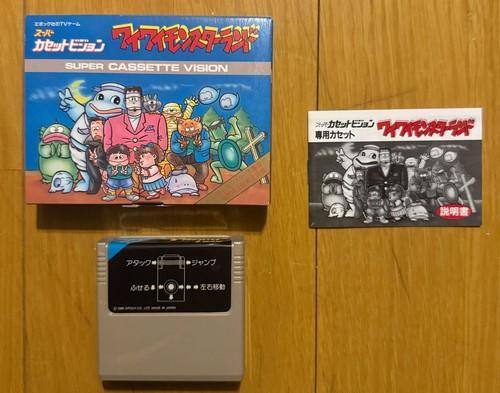 エポック社のTVゲーム
スーパー
カセットビジョン
ワイワイモンスターランド
SUPER CASSETTE VISION
スーパーカセットビジョン
専用カセット
ワイワイモンスターランド
説明書
アタック
ジャンプ
ふせる
左右移動